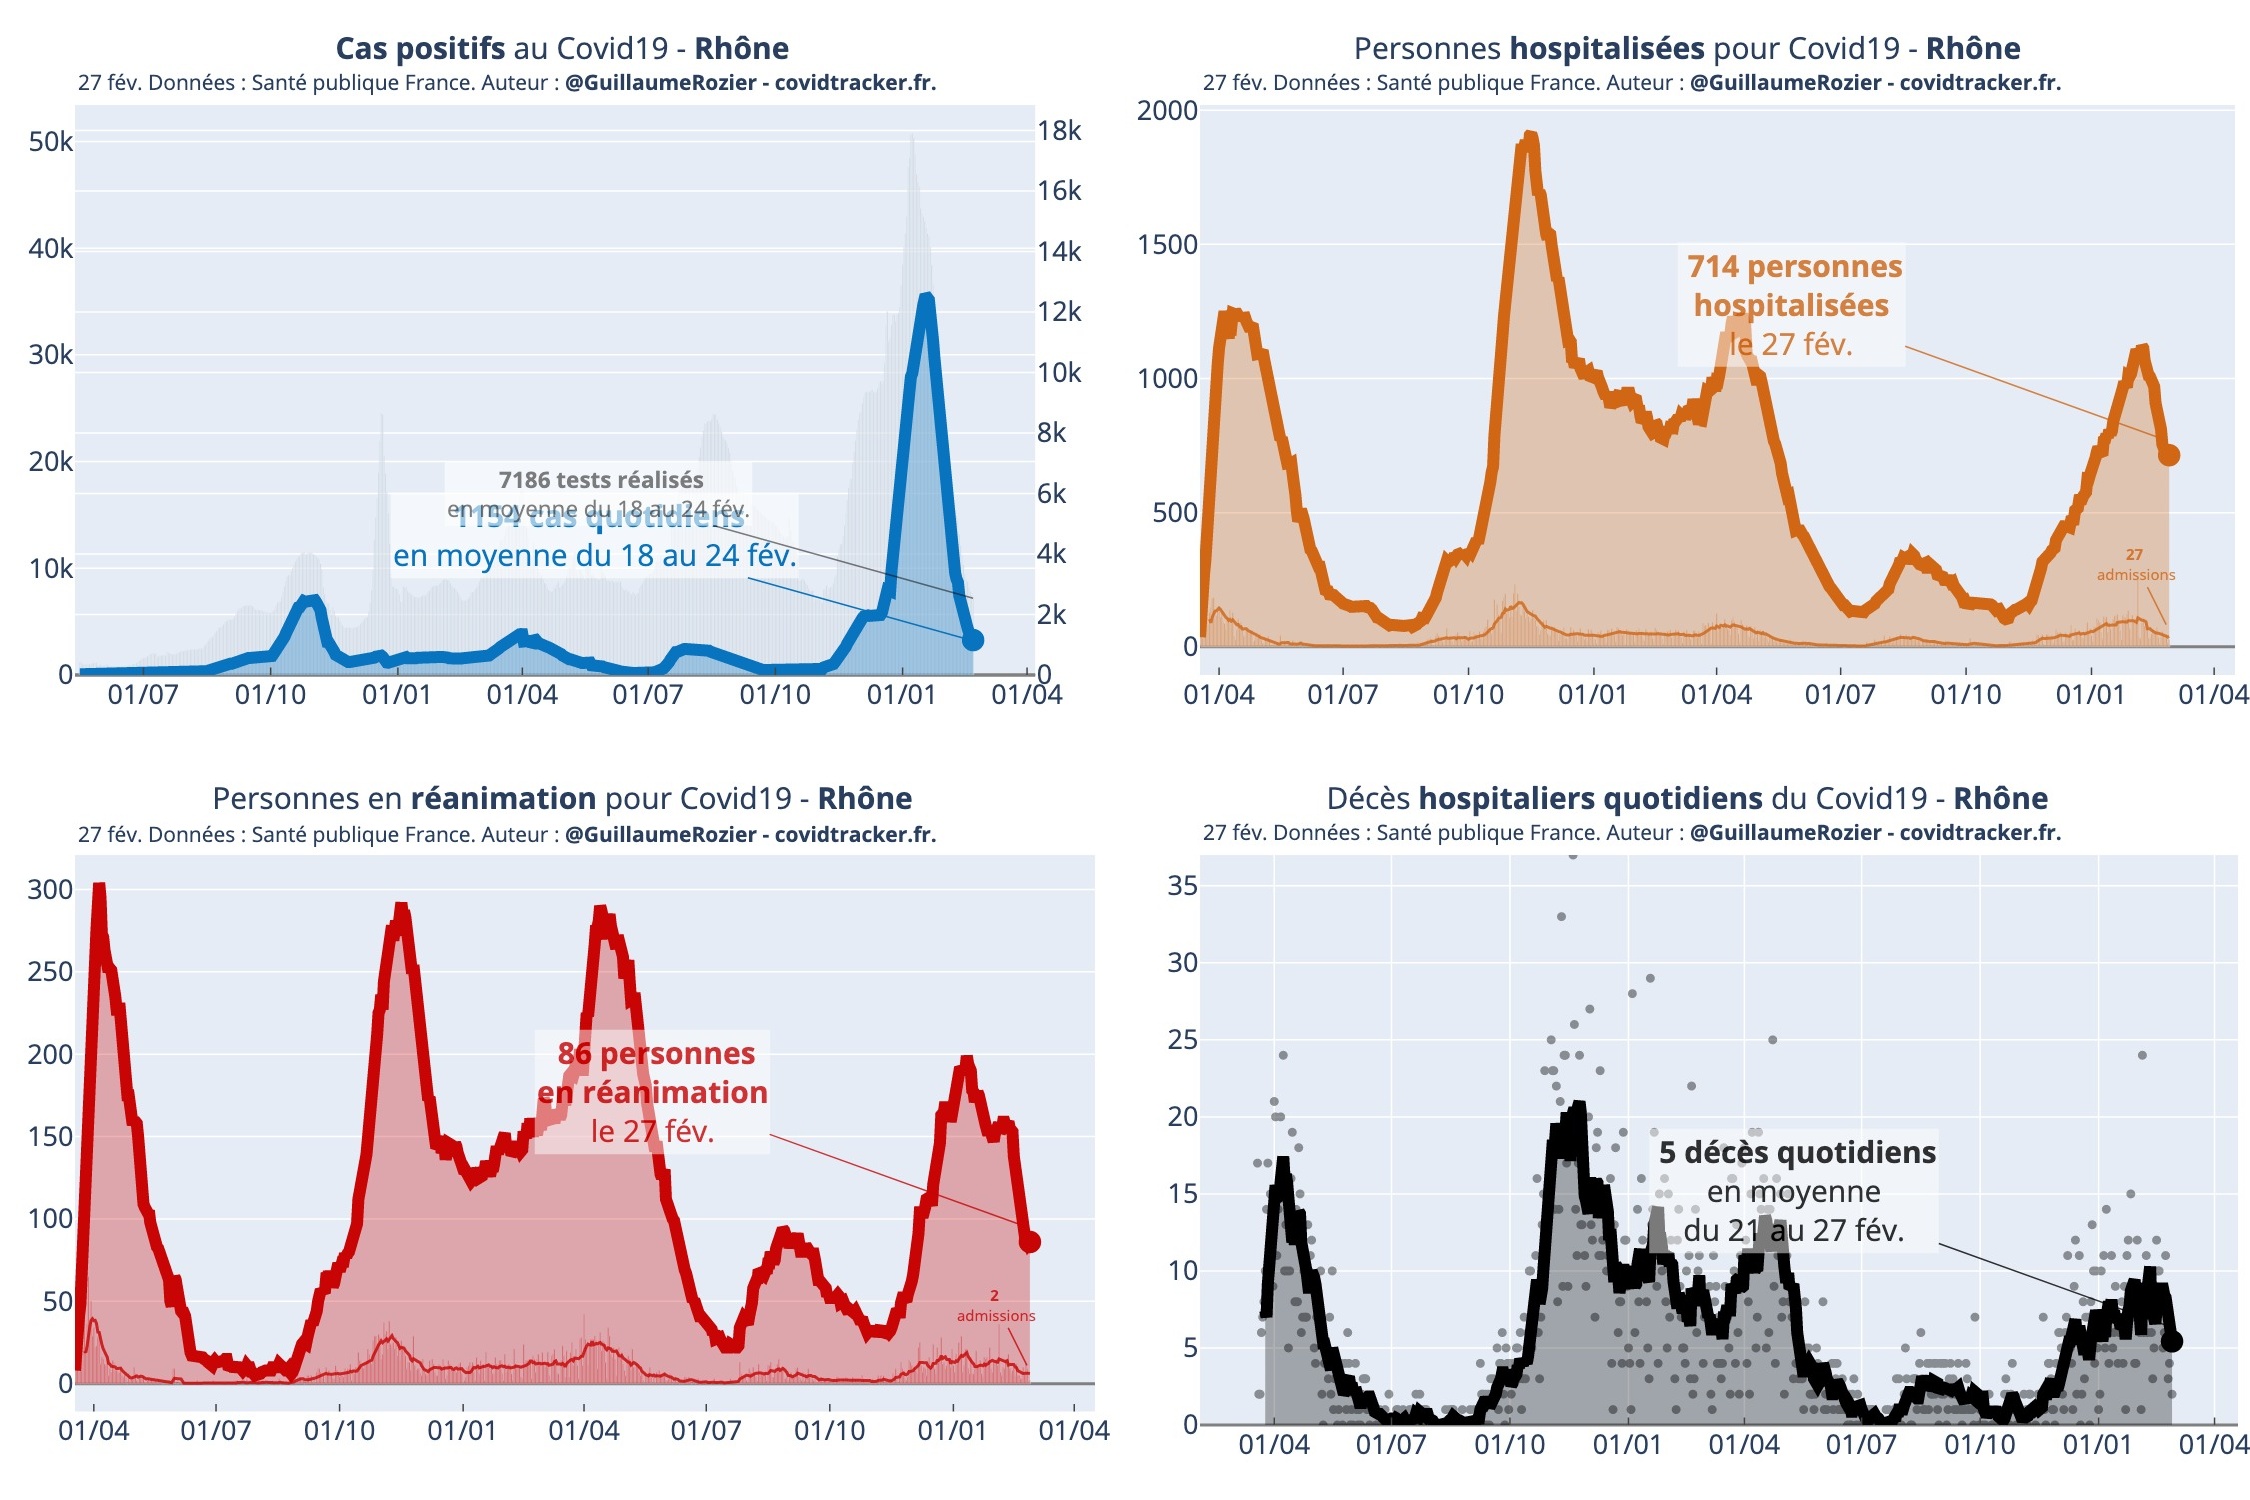 Cas positifs au Covid19 - Rhône
27 fév. Données : Santé publique France. Auteur : @GuillaumeRozier - covidtracker.fr.
50k
40k
30k
20k
10k
0
18k
16k
14k
12k
10k
8k
6k
4k
2k
0
7186 tests réalisés
en moyenne du 18 au 24 fév.
1154 cas quotidiens
en moyenne du 18 au 24 fév.
01/07 01/10 01/01 01/04 01/07 01/10 01/01 01/04
Personnes hospitalisées pour Covid19 - Rhône
27 fév. Données : Santé publique France. Auteur : @GuillaumeRozier - covidtracker.fr.
2000
1500
1000
500
0
714 personnes
hospitalisées
le 27 fév.
27
admissions
01/04 01/07 01/10 01/01 01/04 01/07 01/10 01/01 01/04
Personnes en réanimation pour Covid19 - Rhône
27 fév. Données : Santé publique France. Auteur : @GuillaumeRozier - covidtracker.fr.
300
250
200
150
100
50
0
86 personnes
en réanimation
le 27 fév.
2
admissions
01/04 01/07 01/10 01/01 01/04 01/07 01/10 01/01 01/04
Décès hospitaliers quotidiens du Covid19 - Rhône
27 fév. Données : Santé publique France. Auteur : @GuillaumeRozier - covidtracker.fr.
35
30
25
20
15
10
5
0
5 décès quotidiens
en moyenne
du 21 au 27 fév.
01/04 01/07 01/10 01/01 01/04 01/07 01/10 01/01 01/04